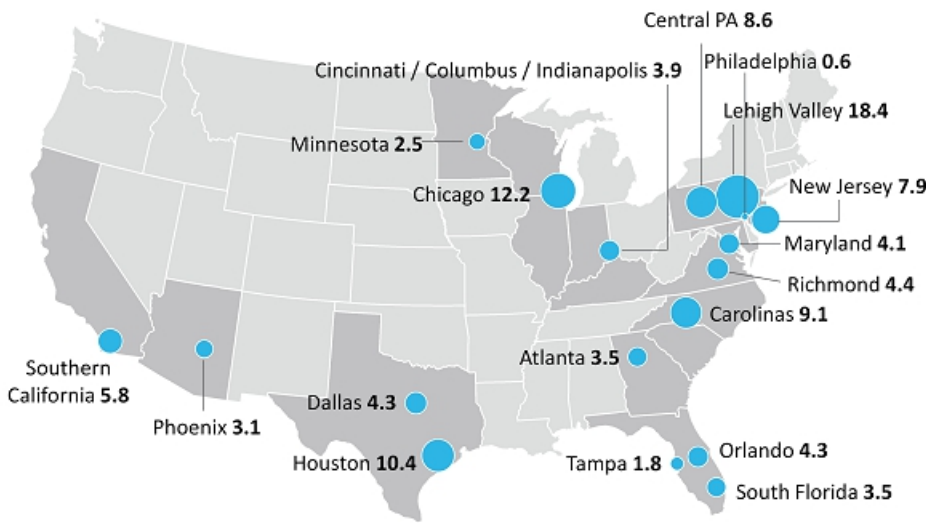 Central PA 8.6
Philadelphia 0.6
Cincinnati / Columbus / Indianapolis 3.9
Lehigh Valley 18.4
Minnesota 2.5
New Jersey 7.9
Chicago 12.2
Maryland 4.1
Richmond 4.4
Carolinas 9.1
Atlanta 3.5
Southern
California 5.8
Dallas 4.3
Phoenix 3.1
Orlando 4.3
Houston 10.4
Tampa 1.8
South Florida 3.5